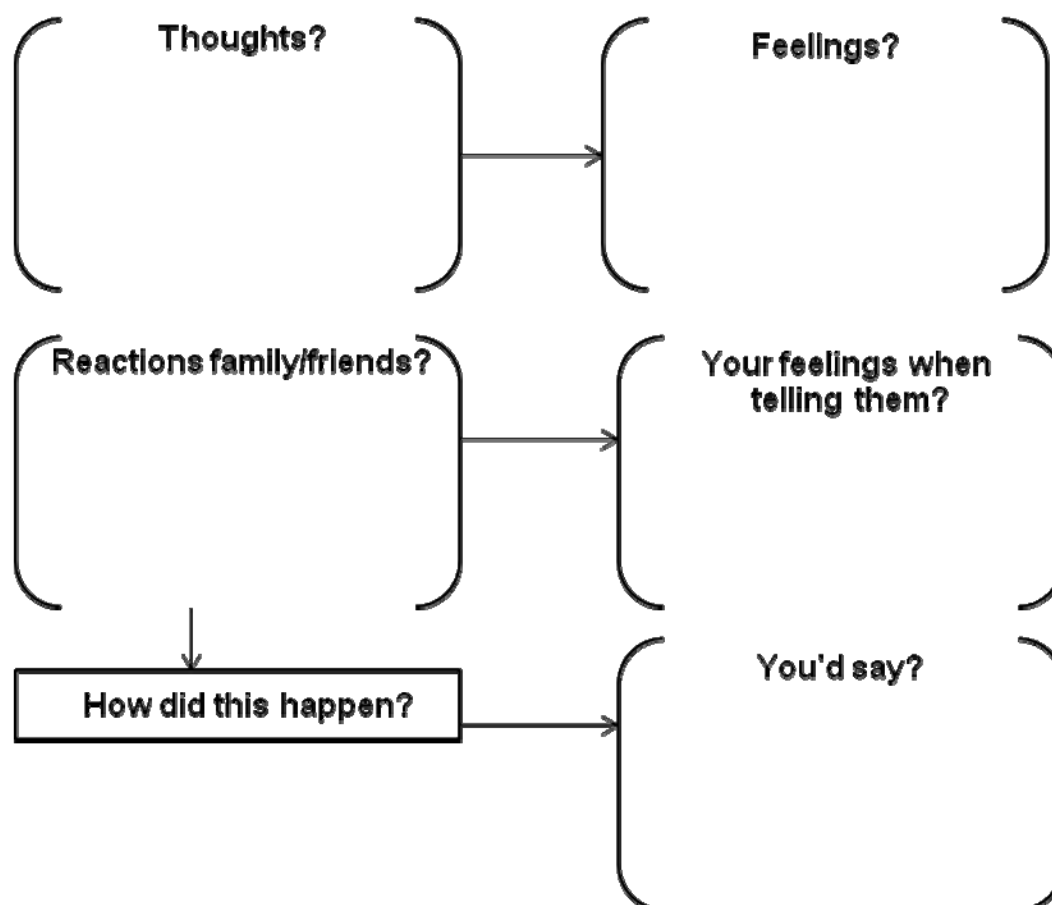 Thoughts?
Feelings?
Reactions family/friends?
Your feelings when
telling them?
How did this happen?
You'd say?